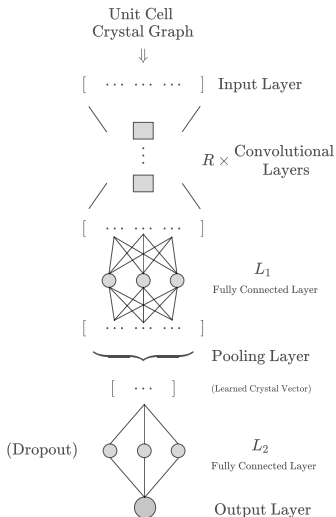 Unit Cell
Crystal Graph
⇓
[ ··· ··· ··· ] Input Layer
R × Convolutional
Layers
[ ··· ··· ··· ]
L₁
Fully Connected Layer
[ ··· ··· ··· ]
Pooling Layer
[ ··· ] (Learned Crystal Vector)
(Dropout) L₂
Fully Connected Layer
Output Layer